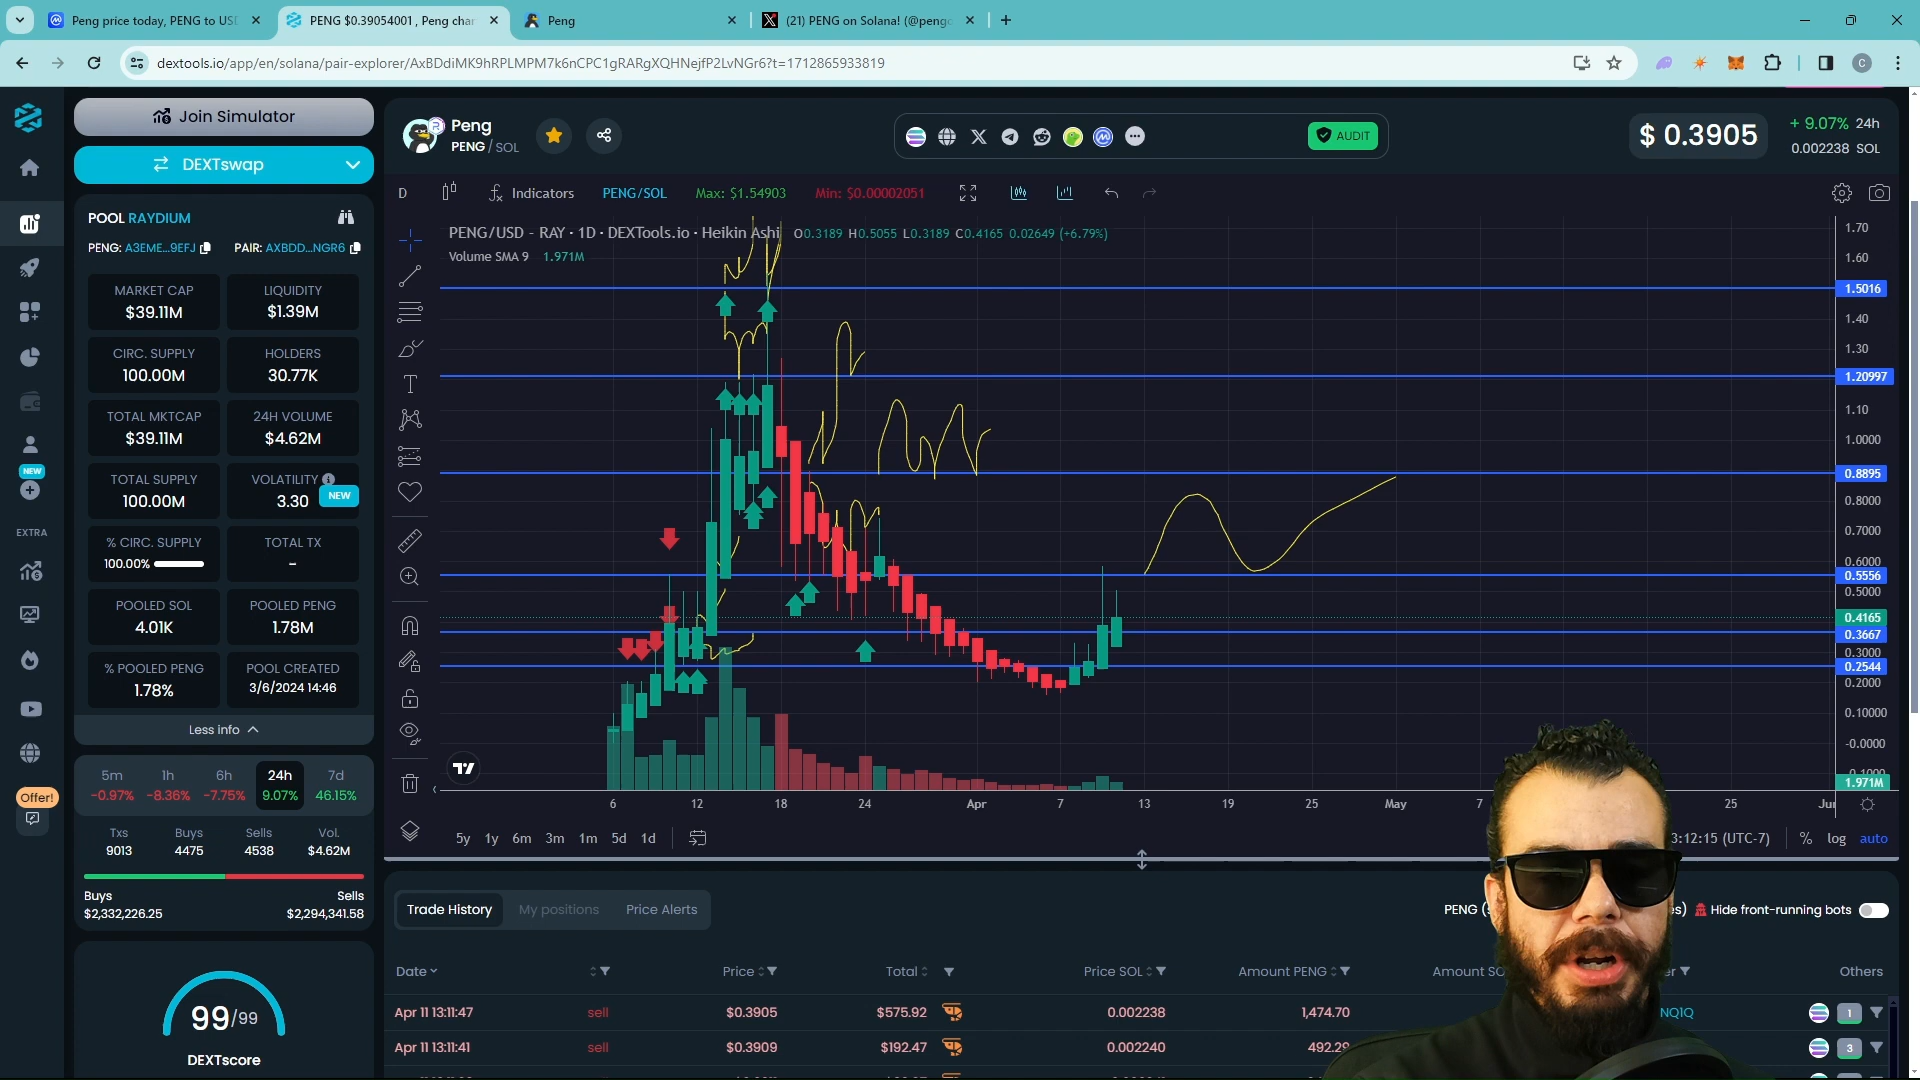 Peng price today, PENG to USD
PENG $0.39054001 , Peng char
Peng
(21) PENG on Solana! (@pengo
dextools.io/app/en/solana/pair-explorer/AxBDdiMK9hRPLMPM7k6nCPC1gRARgXQHNejfP2LvNGr6?t=1712865933819
C
Join Simulator
DEXTswap
POOL RAYDIUM
PENG: A3EME...9EFJ PAIR: AXBDD...NGR6
MARKET CAP LIQUIDITY
$39.11M $1.39M
CIRC. SUPPLY HOLDERS
100.00M 30.77K
TOTAL MKTCAP 24H VOLUME
$39.11M $4.62M
TOTAL SUPPLY VOLATILITY
100.00M 3.30 NEW
% CIRC. SUPPLY TOTAL TX
100.00% -
POOLED SOL POOLED PENG
4.01K 1.78M
% POOLED PENG POOL CREATED
1.78% 3/6/2024 14:46
Less info
5m 1h 6h 24h 7d
-0.97% -8.36% -7.75% 9.07% 46.15%
Txs Buys Sells Vol.
9013 4475 4538 $4.62M
Buys Sells
$2,332,226.25 $2,294,341.58
99/99
DEXTscore
NEW
EXTRA
Offer!
Peng
PENG / SOL
AUDIT
$ 0.3905
+ 9.07% 24h
0.002238 SOL
D Indicators PENG/SOL Max: $1.54903 Min: $0.00002051
PENG/USD - RAY · 1D · DEXTools.io · Heikin Ashi O0.3189 H0.5055 L0.3189 C0.4165 0.02649 (+6.79%)
Volume SMA 9 1.971M
1.70
1.60
1.5016
1.40
1.30
1.20997
1.10
1.0000
0.8895
0.8000
0.7000
0.6000
0.5556
0.5000
0.4165
0.3667
0.3000
0.2544
0.2000
0.10000
-0.0000
1.971M
6 12 18 24 Apr 7 13 19 25 May 7 25 Jun
5y 1y 6m 3m 1m 5d 1d
3:12:15 (UTC-7) % log auto
Trade History My positions Price Alerts
PENG ( Hide front-running bots
Date Price Total Price SOL Amount PENG Others
Apr 11 13:11:47 sell $0.3905 $575.92 0.002238 1,474.70 NQ1Q 1
Apr 11 13:11:41 sell $0.3909 $192.47 0.002240 492.29 3